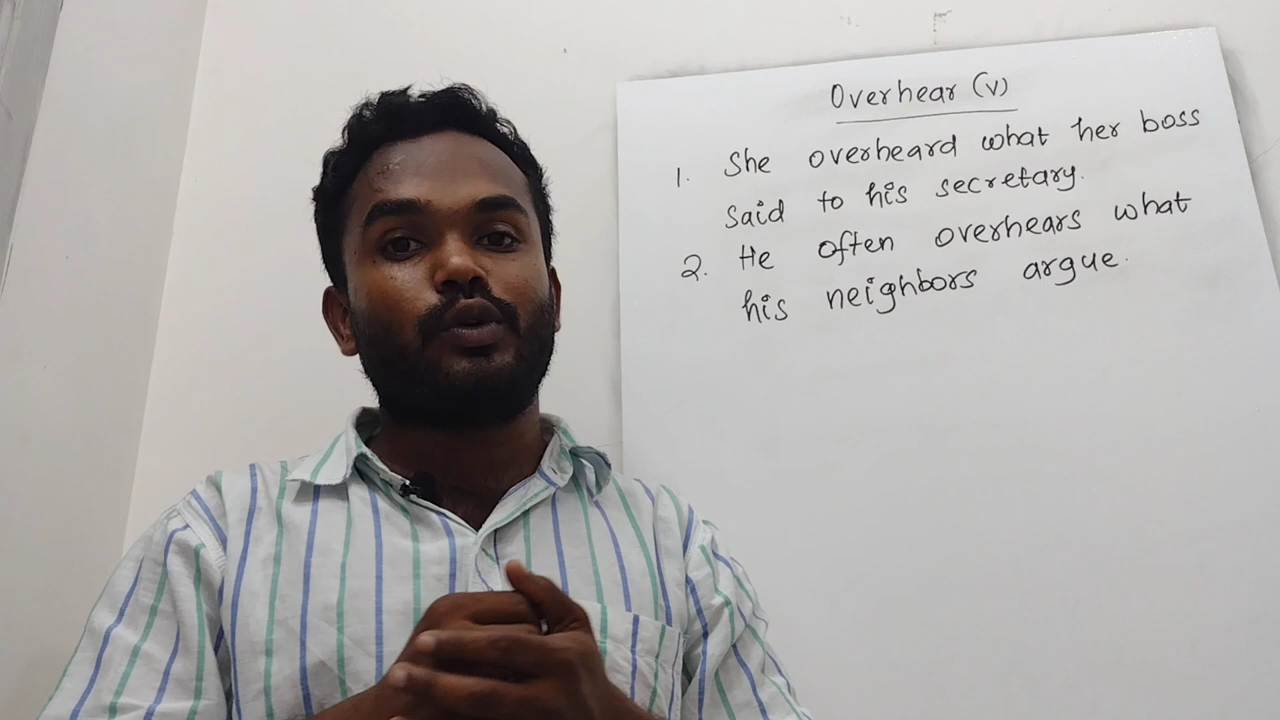 Overhear (v)
1. She overheard what her boss
said to his secretary.
2. He often overhears what
his neighbors argue.